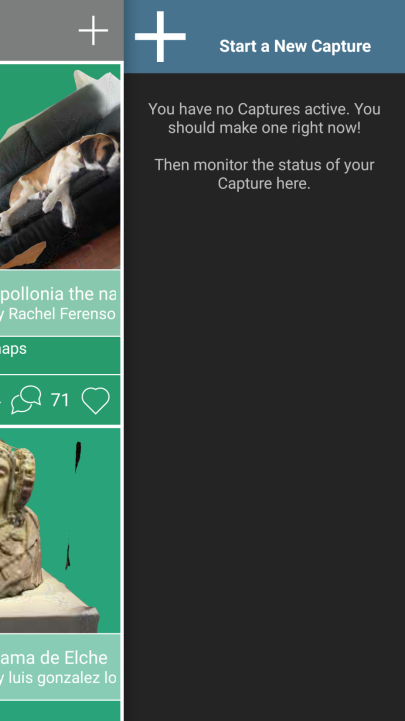 Start a New Capture
You have no Captures active. You
should make one right now!
Then monitor the status of your
Capture here.
pollonia the na
y Rachel Ferenso
aps
71
ama de Elche
y luis gonzalez lo